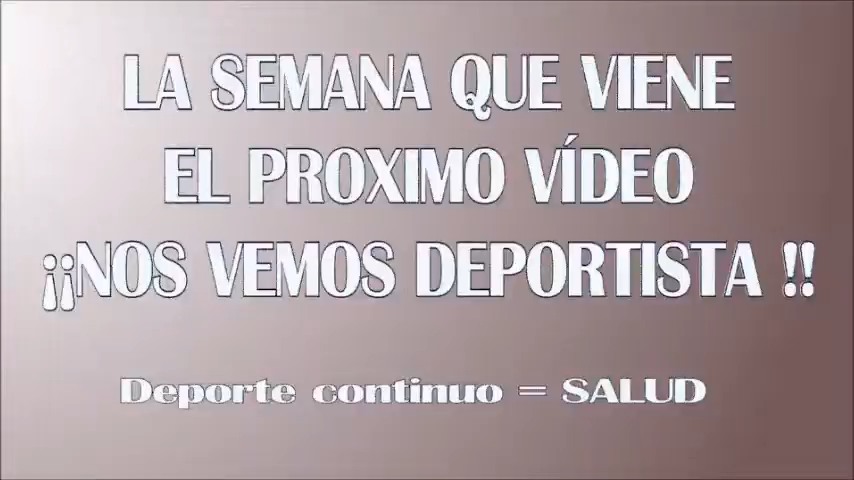 LA SEMANA QUE VIENE
EL PROXIMO VÍDEO
¡¡NOS VEMOS DEPORTISTA !!
Deporte continuo = SALUD